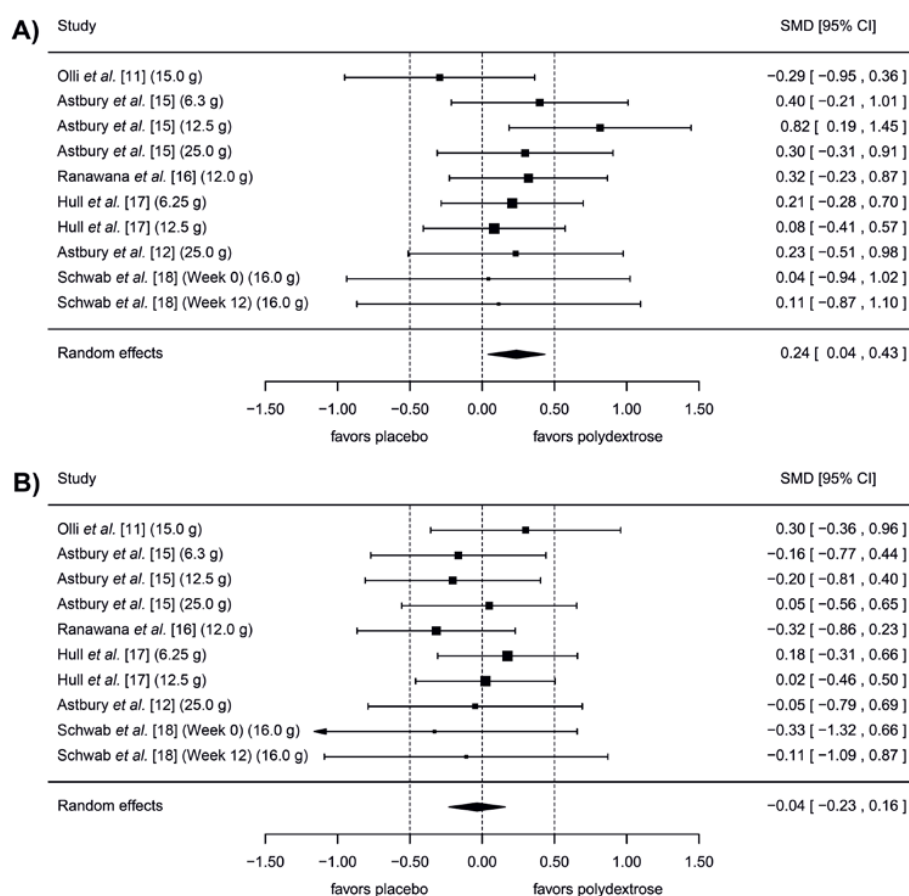 A)
Study SMD [95% CI]
Olli et al. [11] (15.0 g) −0.29 [ −0.95 , 0.36 ]
Astbury et al. [15] (6.3 g) 0.40 [ −0.21 , 1.01 ]
Astbury et al. [15] (12.5 g) 0.82 [ 0.19 , 1.45 ]
Astbury et al. [15] (25.0 g) 0.30 [ −0.31 , 0.91 ]
Ranawana et al. [16] (12.0 g) 0.32 [ −0.23 , 0.87 ]
Hull et al. [17] (6.25 g) 0.21 [ −0.28 , 0.70 ]
Hull et al. [17] (12.5 g) 0.08 [ −0.41 , 0.57 ]
Astbury et al. [12] (25.0 g) 0.23 [ −0.51 , 0.98 ]
Schwab et al. [18] (Week 0) (16.0 g) 0.04 [ −0.94 , 1.02 ]
Schwab et al. [18] (Week 12) (16.0 g) 0.11 [ −0.87 , 1.10 ]
Random effects 0.24 [ 0.04 , 0.43 ]
−1.50 −0.50 0.00 0.50 1.00 1.50
favors placebo favors polydextrose
B)
Study SMD [95% CI]
Olli et al. [11] (15.0 g) 0.30 [ −0.36 , 0.96 ]
Astbury et al. [15] (6.3 g) −0.16 [ −0.77 , 0.44 ]
Astbury et al. [15] (12.5 g) −0.20 [ −0.81 , 0.40 ]
Astbury et al. [15] (25.0 g) 0.05 [ −0.56 , 0.65 ]
Ranawana et al. [16] (12.0 g) −0.32 [ −0.86 , 0.23 ]
Hull et al. [17] (6.25 g) 0.18 [ −0.31 , 0.66 ]
Hull et al. [17] (12.5 g) 0.02 [ −0.46 , 0.50 ]
Astbury et al. [12] (25.0 g) −0.05 [ −0.79 , 0.69 ]
Schwab et al. [18] (Week 0) (16.0 g) −0.33 [ −1.32 , 0.66 ]
Schwab et al. [18] (Week 12) (16.0 g) −0.11 [ −1.09 , 0.87 ]
Random effects −0.04 [ −0.23 , 0.16 ]
−1.50 −0.50 0.00 0.50 1.00 1.50
favors placebo favors polydextrose